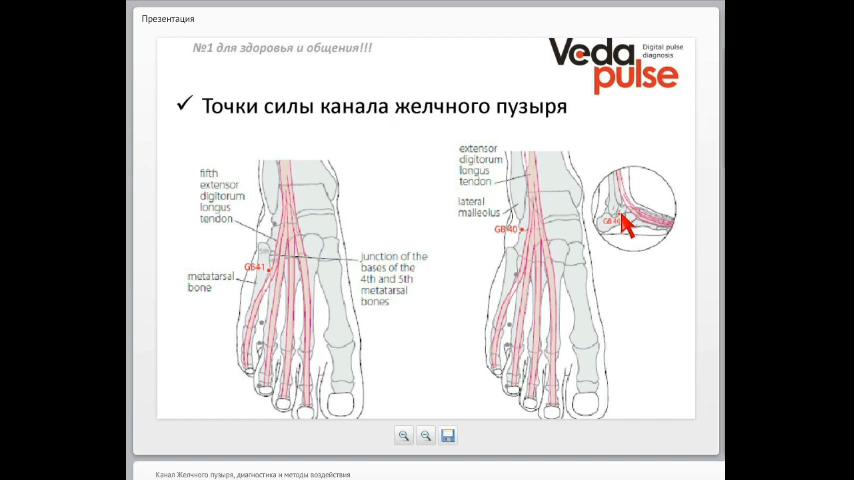 Презентация
№1 для здоровья и общения!!!
Veda
pulse
Digital pulse
diagnosis
✓ Точки силы канала желчного пузыря
fifth
extensor
digitorum
longus
tendon
GB41
metatarsal
bone
junction of the
bases of the
4th and 5th
metatarsal
bones
extensor
digitorum
longus
tendon
lateral
malleolus
GB40
GB 40
Канал Желчного пузыря, диагностика и методы воздействия